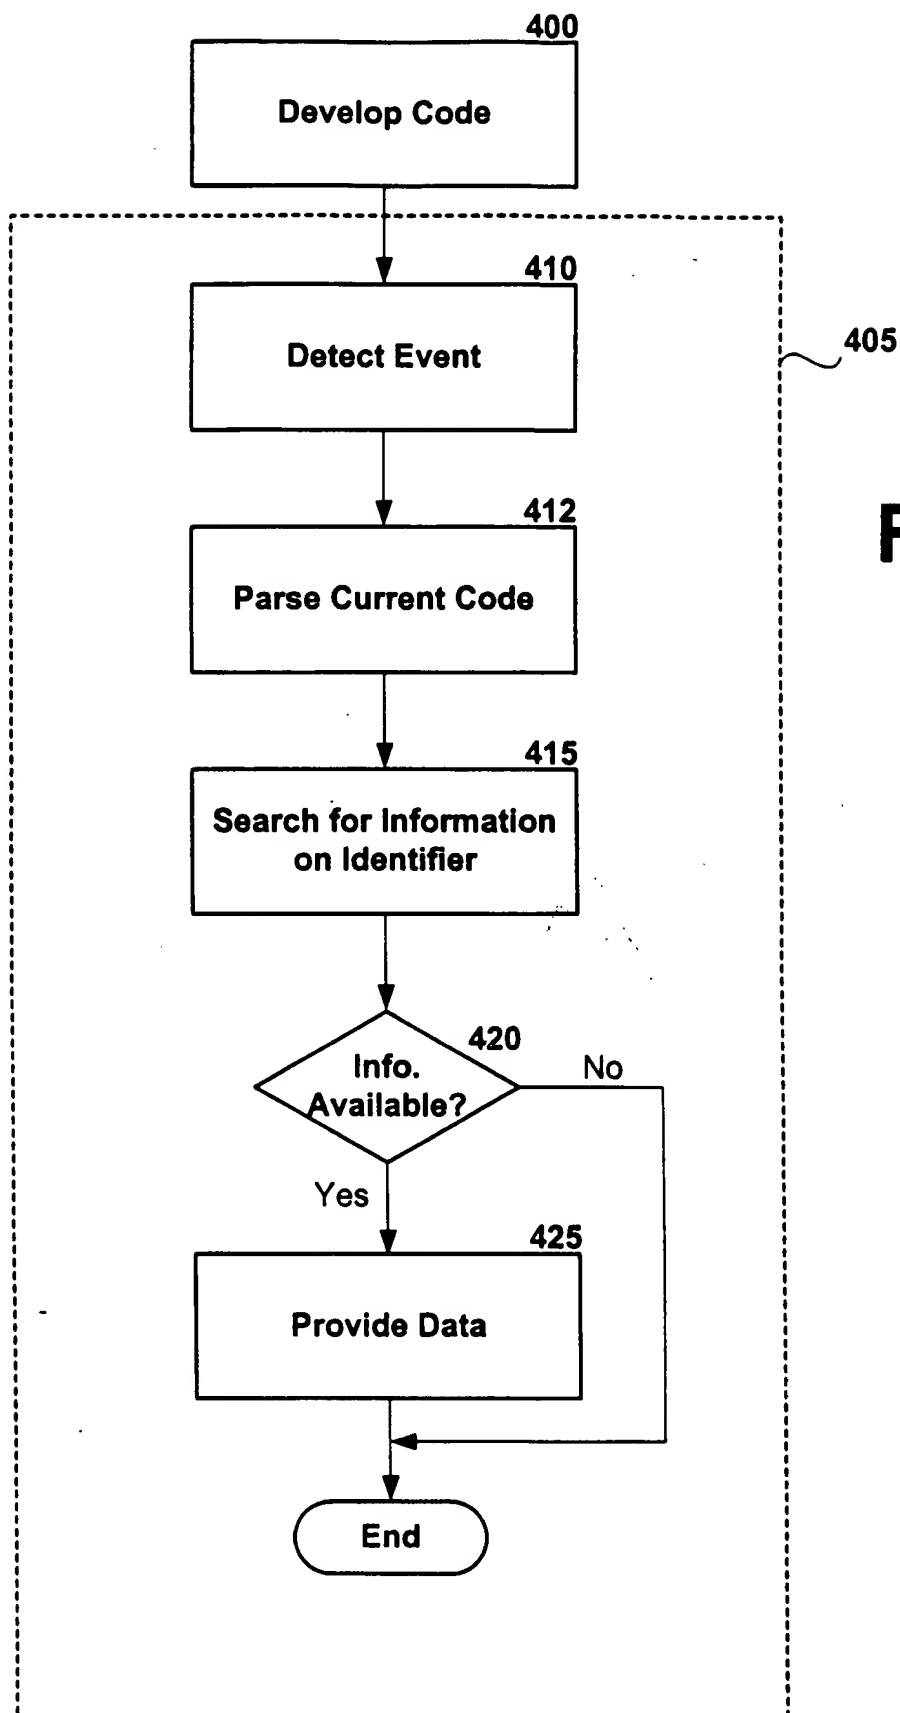 400
Develop Code
410
Detect Event
405
412
Parse Current Code
415
Search for Information
on Identifier
420
Info.
Available?
No
Yes
425
Provide Data
End